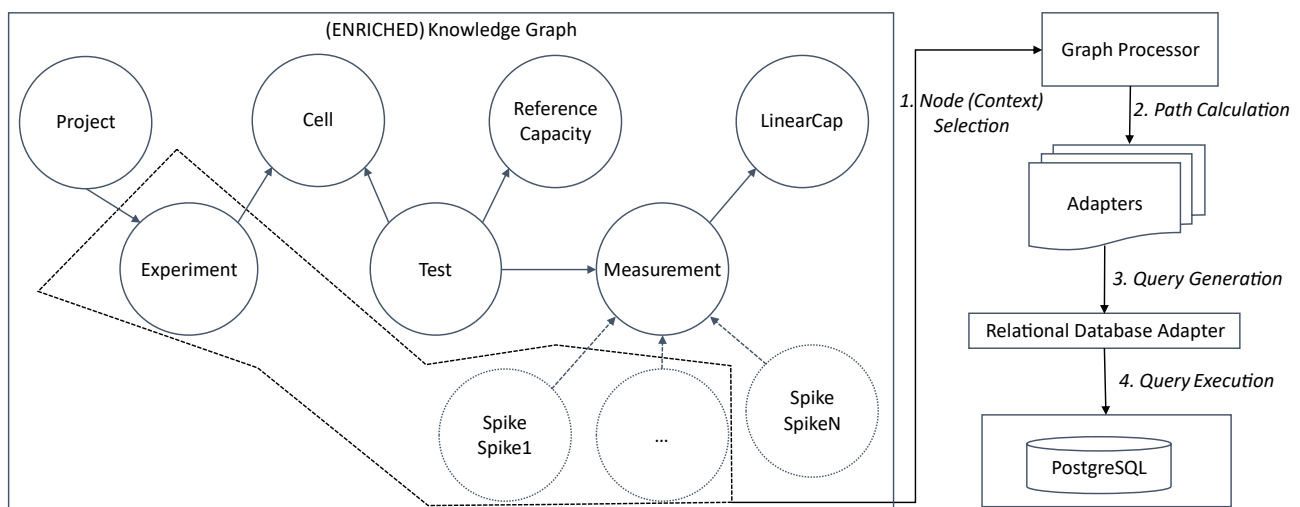 (ENRICHED) Knowledge Graph
Project
Cell
Reference
Capacity
LinearCap
Experiment
Test
Measurement
Spike
Spike1
...
Spike
SpikeN
1. Node (Context)
Selection
Graph Processor
2. Path Calculation
Adapters
3. Query Generation
Relational Database Adapter
4. Query Execution
PostgreSQL